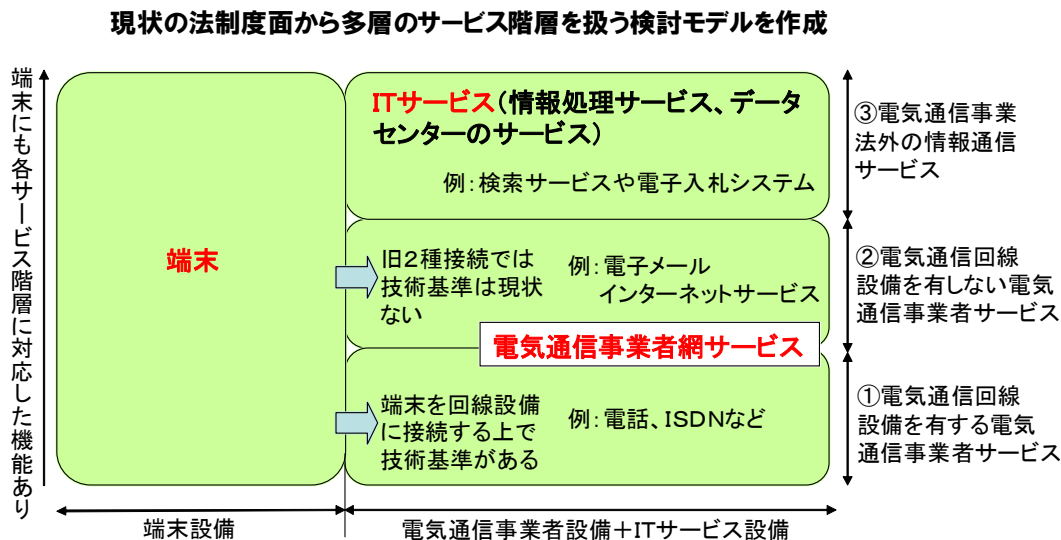 現状の法制度面から多層のサービス階層を扱う検討モデルを作成
端末にも各サービス階層に対応した機能あり
端末
ITサービス（情報処理サービス、データ
センターのサービス）
例：検索サービスや電子入札システム
旧２種接続では
技術基準は現状
ない
例：電子メール
インターネットサービス
電気通信事業者網サービス
端末を回線設備
に接続する上で
技術基準がある
例：電話、ISDNなど
③電気通信事業
法外の情報通信
サービス
②電気通信回線
設備を有しない電気
通信事業者サービス
①電気通信回線
設備を有する電気
通信事業者サービス
端末設備
電気通信事業者設備＋ITサービス設備